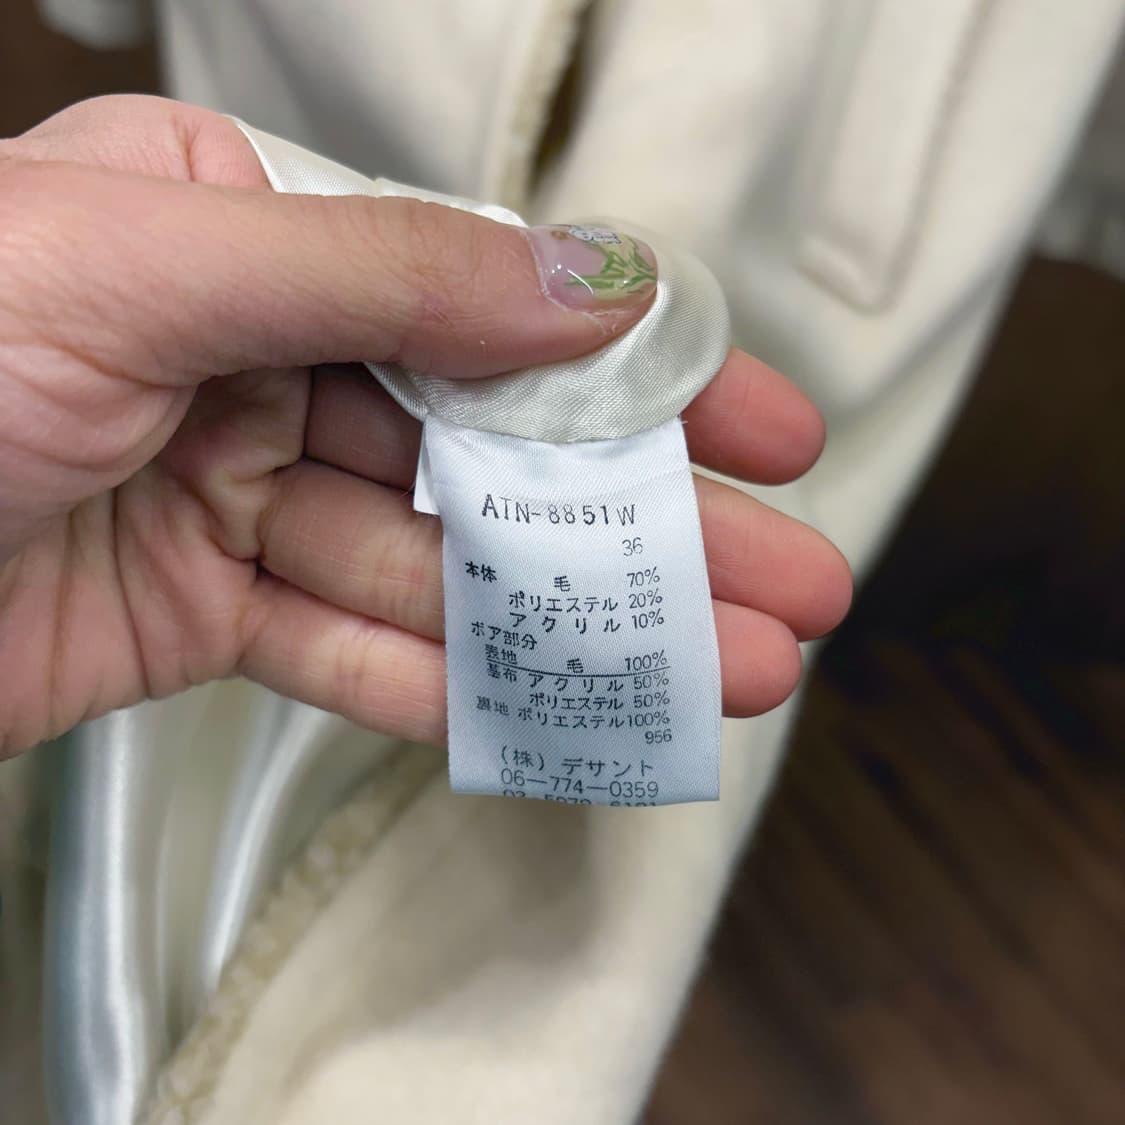 ATN-8851W
36
本体 毛 70%
ポリエステル 20%
アクリル 10%
ボア部分
表地 毛 100%
基布 アクリル 50%
ポリエステル 50%
裏地 ポリエステル100%
956
(株)デサント
06-774-0359